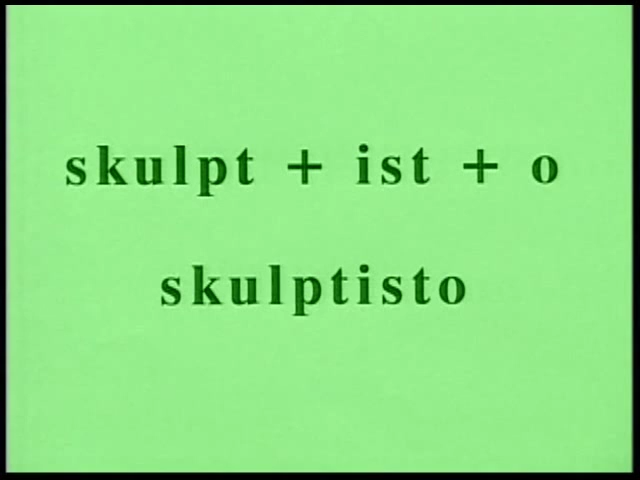 skulpt + ist + o
skulptisto